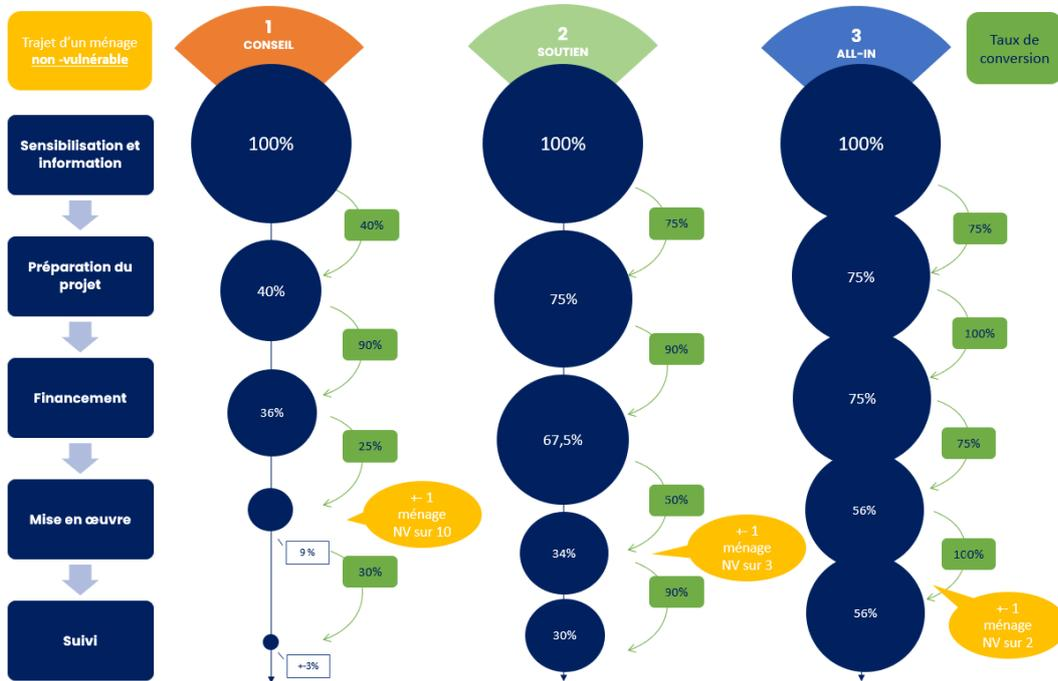 Trajet d'un ménage
non -vulnérable
1
CONSEIL
2
SOUTIEN
3
ALL-IN
Taux de
conversion
Sensibilisation et
information
100%
100%
100%
40%
75%
75%
Préparation du
projet
40%
75%
75%
90%
90%
100%
Financement
36%
67,5%
75%
25%
50%
75%
Mise en œuvre
+- 1
ménage
NV sur 10
9 %
34%
+- 1
ménage
NV sur 3
56%
30%
90%
100%
Suivi
+-3%
30%
56%
+- 1
ménage
NV sur 2